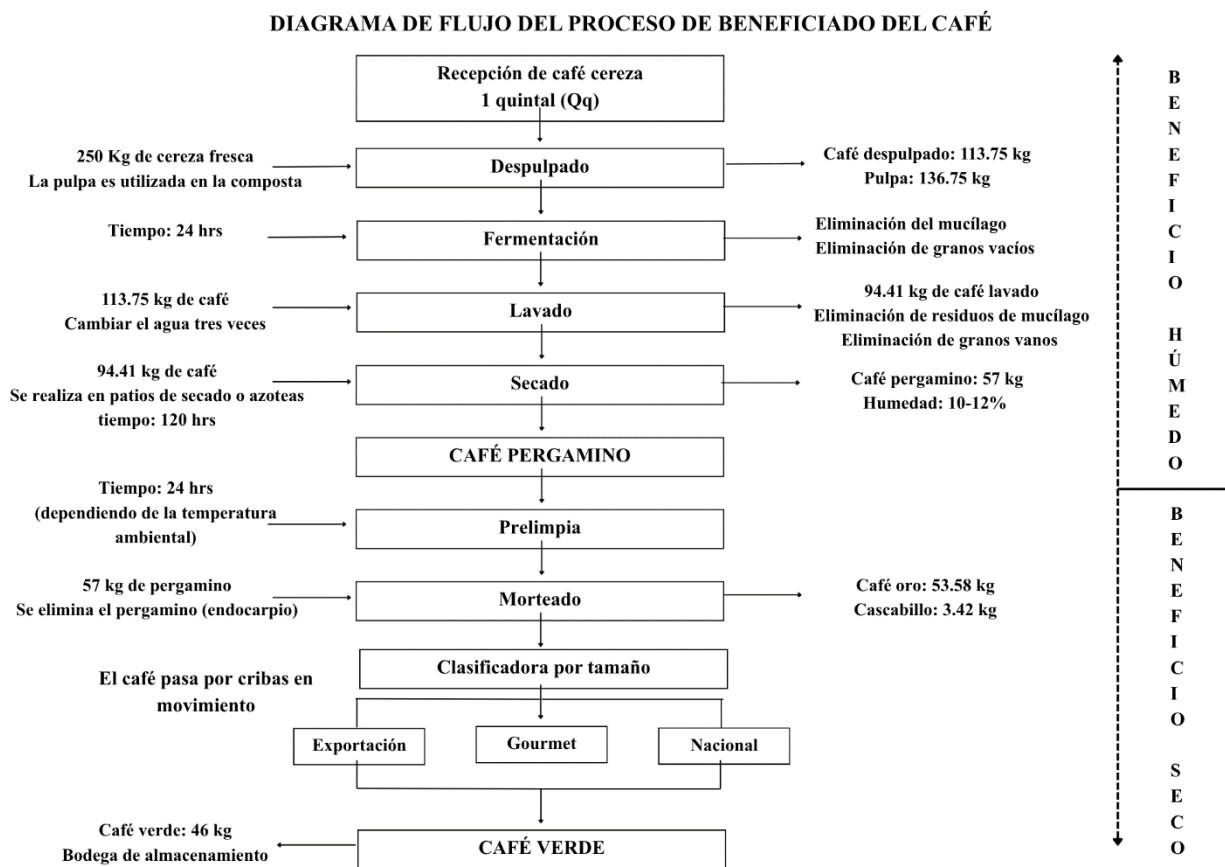 DIAGRAMA DE FLUJO DEL PROCESO DE BENEFICIADO DEL CAFÉ
Recepción de café cereza
1 quintal (Qq)
250 Kg de cereza fresca
La pulpa es utilizada en la composta
Despulpado
Café despulpado: 113.75 kg
Pulpa: 136.75 kg
Tiempo: 24 hrs
Fermentación
Eliminación del mucílago
Eliminación de granos vacíos
113.75 kg de café
Cambiar el agua tres veces
Lavado
94.41 kg de café lavado
Eliminación de residuos de mucílago
Eliminación de granos vanos
94.41 kg de café
Se realiza en patios de secado o azoteas
tiempo: 120 hrs
Secado
Café pergamino: 57 kg
Humedad: 10-12%
CAFÉ PERGAMINO
Tiempo: 24 hrs
(dependiendo de la temperatura
ambiental)
Prelimpia
57 kg de pergamino
Se elimina el pergamino (endocarpio)
Morteado
Café oro: 53.58 kg
Cascabillo: 3.42 kg
Clasificadora por tamaño
El café pasa por cribas en
movimiento
Exportación
Gourmet
Nacional
Café verde: 46 kg
Bodega de almacenamiento
CAFÉ VERDE
BENEFICIO HÚMEDO
BENEFICIO SECO